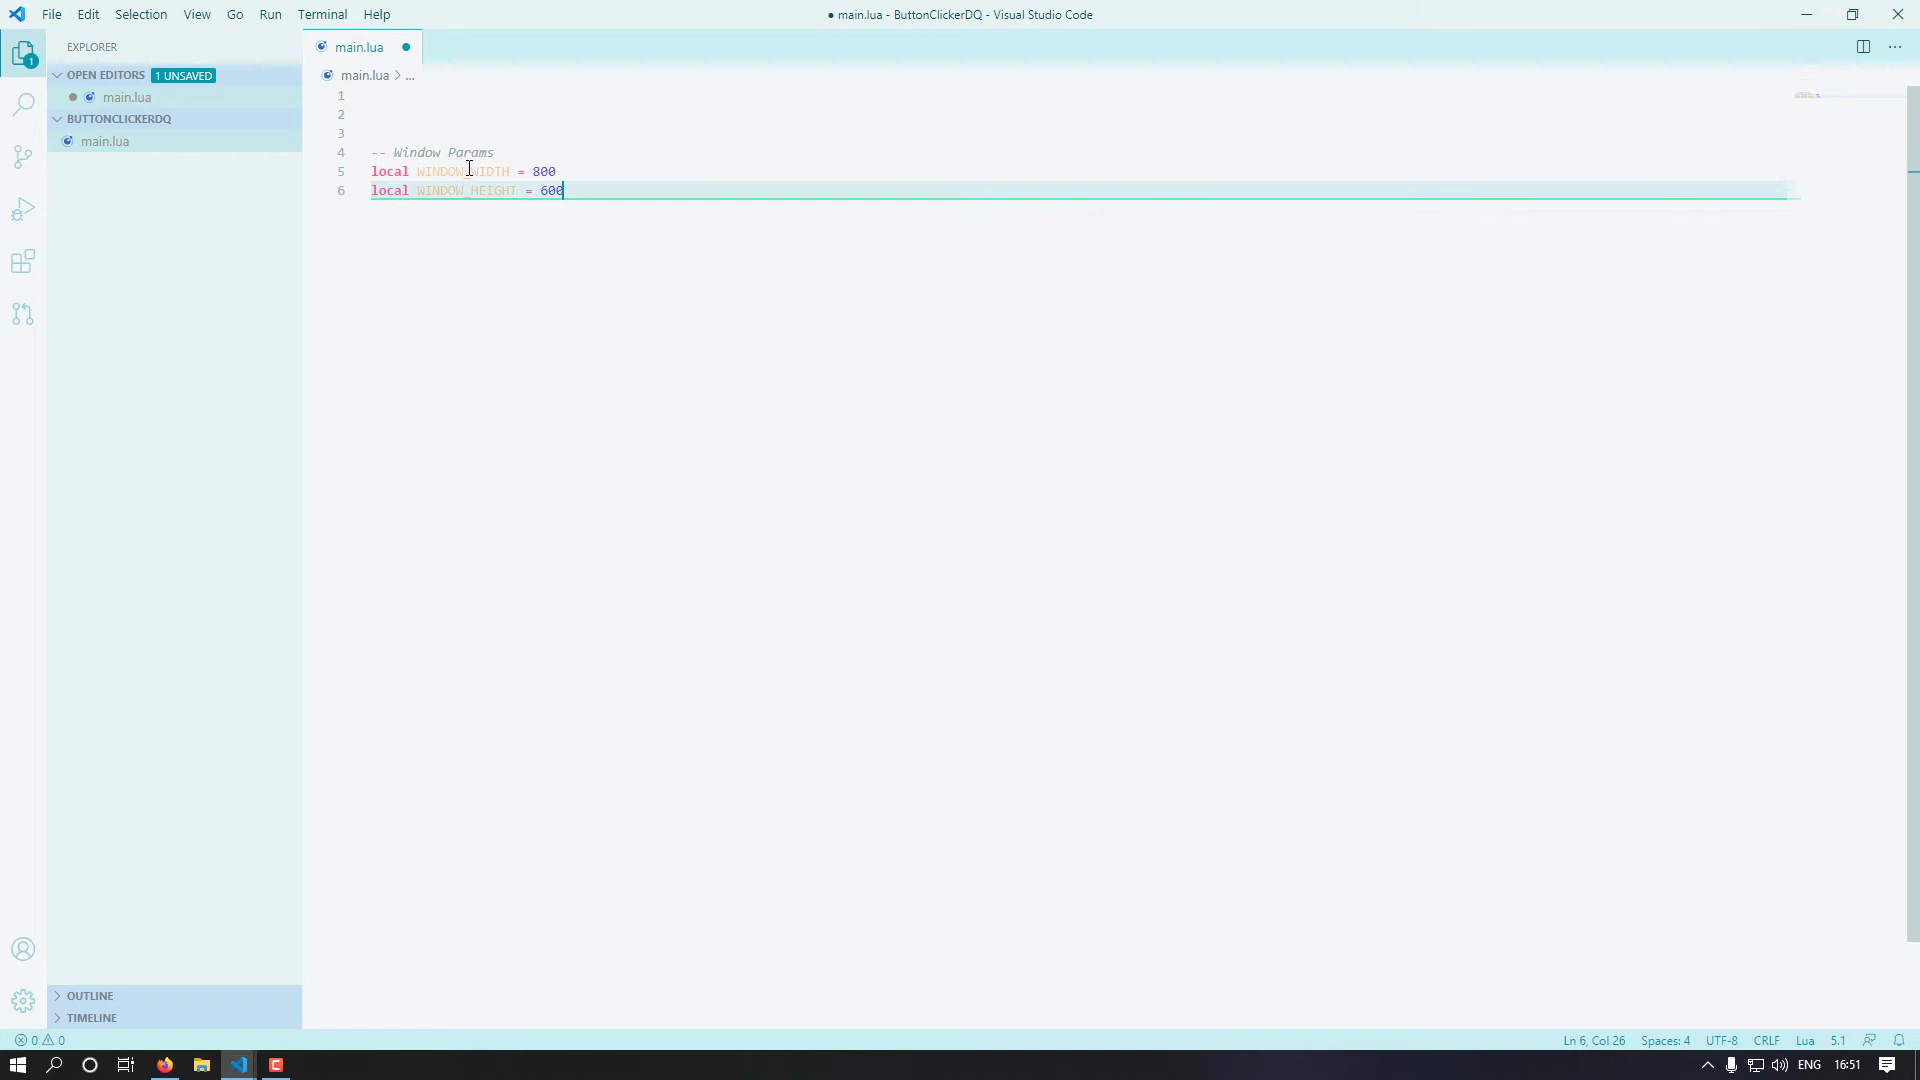 File Edit Selection View Go Run Terminal Help
● main.lua - ButtonClickerDQ - Visual Studio Code
EXPLORER
main.lua
OPEN EDITORS 1 UNSAVED
main.lua > ...
main.lua
BUTTONCLICKERDQ
main.lua
1
2
3
4 -- Window Params
5 local WINDOW_WIDTH = 800
6 local WINDOW_HEIGHT = 600
1
OUTLINE
TIMELINE
0 0
Ln 6, Col 26 Spaces: 4 UTF-8 CRLF Lua 5.1
ENG 16:51